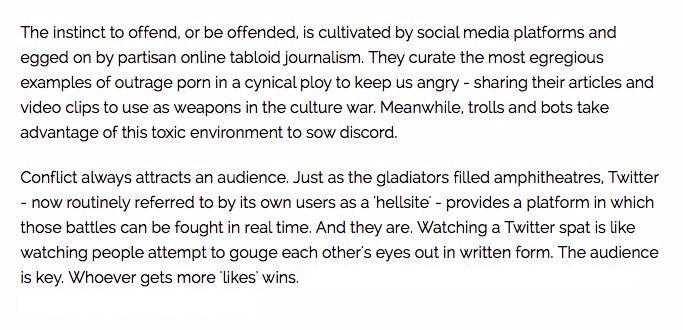 The instinct to offend, or be offended, is cultivated by social media platforms and
egged on by partisan online tabloid journalism. They curate the most egregious
examples of outrage porn in a cynical ploy to keep us angry - sharing their articles and
video clips to use as weapons in the culture war. Meanwhile, trolls and bots take
advantage of this toxic environment to sow discord.
Conflict always attracts an audience. Just as the gladiators filled amphitheatres, Twitter
- now routinely referred to by its own users as a 'hellsite' - provides a platform in which
those battles can be fought in real time. And they are. Watching a Twitter spat is like
watching people attempt to gouge each other's eyes out in written form. The audience
is key. Whoever gets more 'likes' wins.